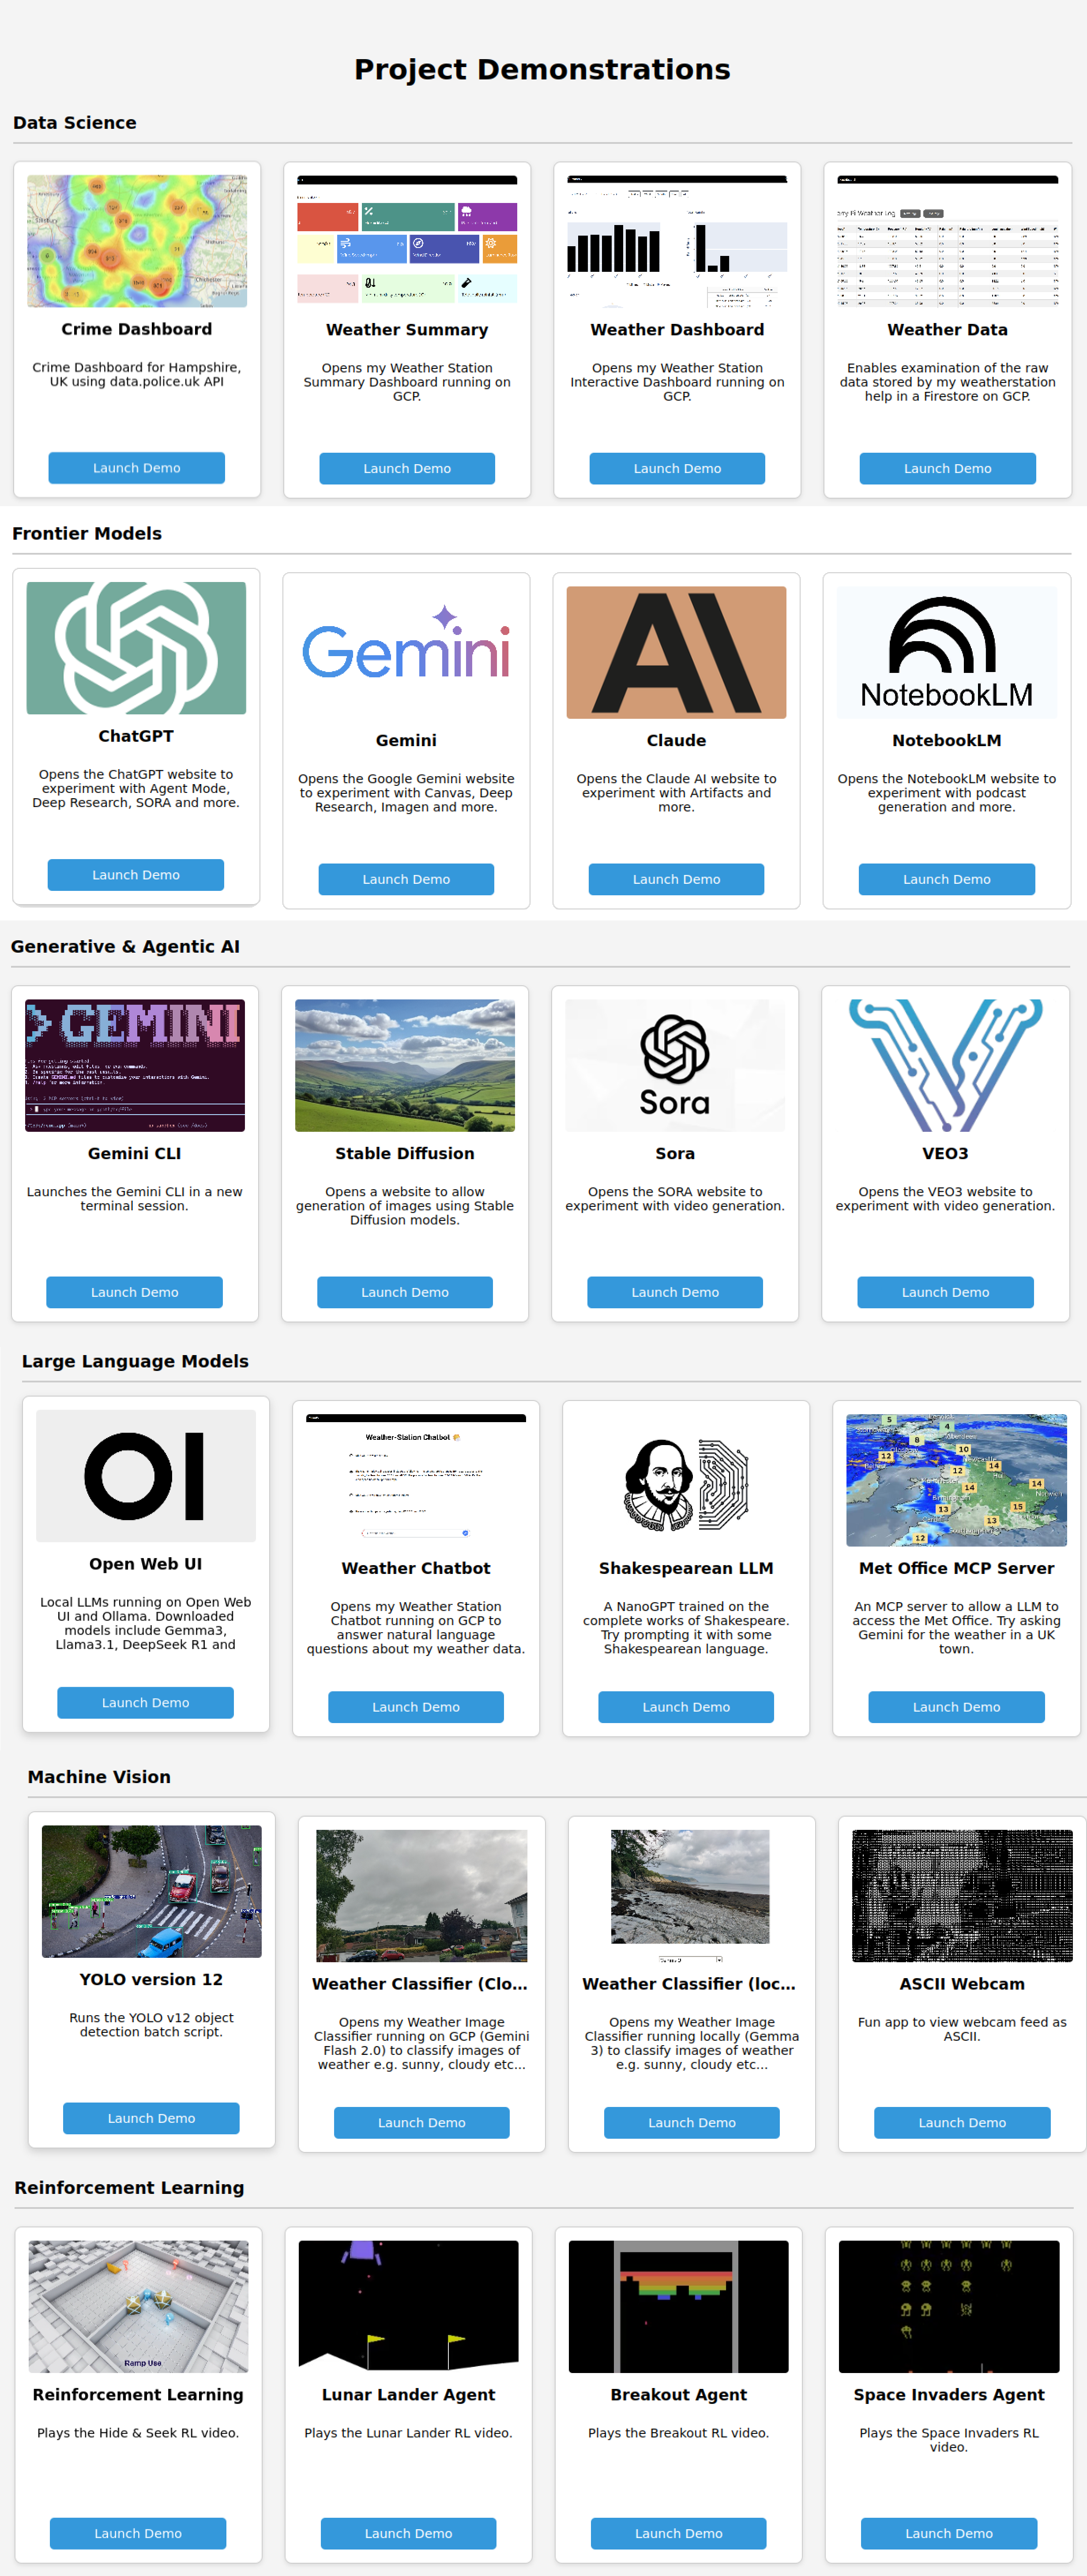 Project Demonstrations
Data Science
Crime Dashboard
Crime Dashboard for Hampshire,
UK using data.police.uk API
Launch Demo
Weather Summary
Opens my Weather Station
Summary Dashboard running on
GCP.
Launch Demo
Weather Dashboard
Opens my Weather Station
Interactive Dashboard running on
GCP.
Launch Demo
Weather Data
Enables examination of the raw
data stored by my weatherstation
help in a Firestore on GCP.
Launch Demo
Frontier Models
ChatGPT
Opens the ChatGPT website to
experiment with Agent Mode,
Deep Research, SORA and more.
Launch Demo
Gemini
Gemini
Opens the Google Gemini website
to experiment with Canvas, Deep
Research, Imagen and more.
Launch Demo
AI
Claude
Opens the Claude AI website to
experiment with Artifacts and
more.
Launch Demo
NotebookLM
NotebookLM
Opens the NotebookLM website to
experiment with podcast
generation and more.
Launch Demo
Generative & Agentic AI
> GEMINI
Gemini CLI
Launches the Gemini CLI in a new
terminal session.
Launch Demo
Stable Diffusion
Opens a website to allow
generation of images using Stable
Diffusion models.
Launch Demo
Sora
Sora
Opens the SORA website to
experiment with video generation.
Launch Demo
VEO3
Opens the VEO3 website to
experiment with video generation.
Launch Demo
Large Language Models
OI
Open Web UI
Local LLMs running on Open Web
UI and Ollama. Downloaded
models include Gemma3,
Llama3.1, DeepSeek R1 and
Launch Demo
Weather-Station Chatbot
Weather Chatbot
Opens my Weather Station
Chatbot running on GCP to
answer natural language
questions about my weather data.
Launch Demo
Shakespearean LLM
A NanoGPT trained on the
complete works of Shakespeare.
Try prompting it with some
Shakespearean language.
Launch Demo
5
4
8
10
12
12
14
14
14
13
15
13
12
Met Office MCP Server
An MCP server to allow a LLM to
access the Met Office. Try asking
Gemini for the weather in a UK
town.
Launch Demo
Machine Vision
YOLO version 12
Runs the YOLO v12 object
detection batch script.
Launch Demo
Weather Classifier (Clo...
Opens my Weather Image
Classifier running on GCP (Gemini
Flash 2.0) to classify images of
weather e.g. sunny, cloudy etc...
Launch Demo
Weather Classifier (loc...
Opens my Weather Image
Classifier running locally (Gemma
3) to classify images of weather
e.g. sunny, cloudy etc...
Launch Demo
ASCII Webcam
Fun app to view webcam feed as
ASCII.
Launch Demo
Reinforcement Learning
Ramp Use
Reinforcement Learning
Plays the Hide & Seek RL video.
Launch Demo
Lunar Lander Agent
Plays the Lunar Lander RL video.
Launch Demo
Breakout Agent
Plays the Breakout RL video.
Launch Demo
Space Invaders Agent
Plays the Space Invaders RL
video.
Launch Demo